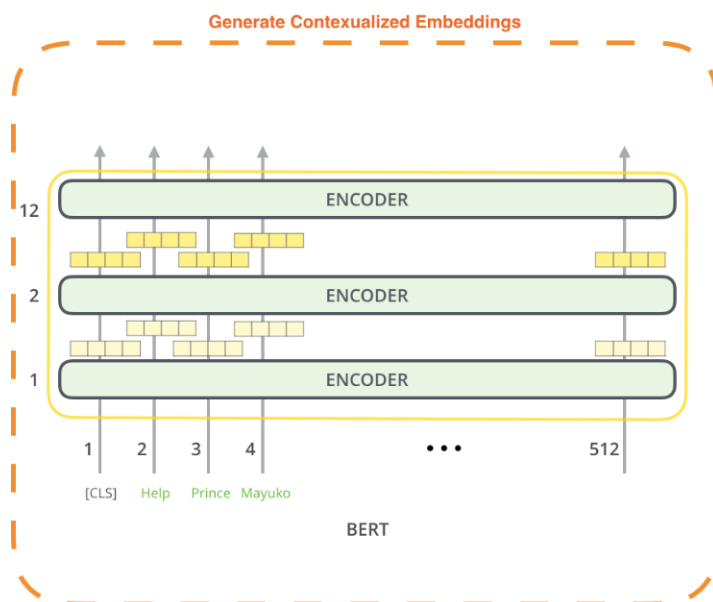 Generate Contexualized Embeddings
12 ENCODER
2 ENCODER
1 ENCODER
1 2 3 4 ••• 512
[CLS] Help Prince Mayuko
BERT